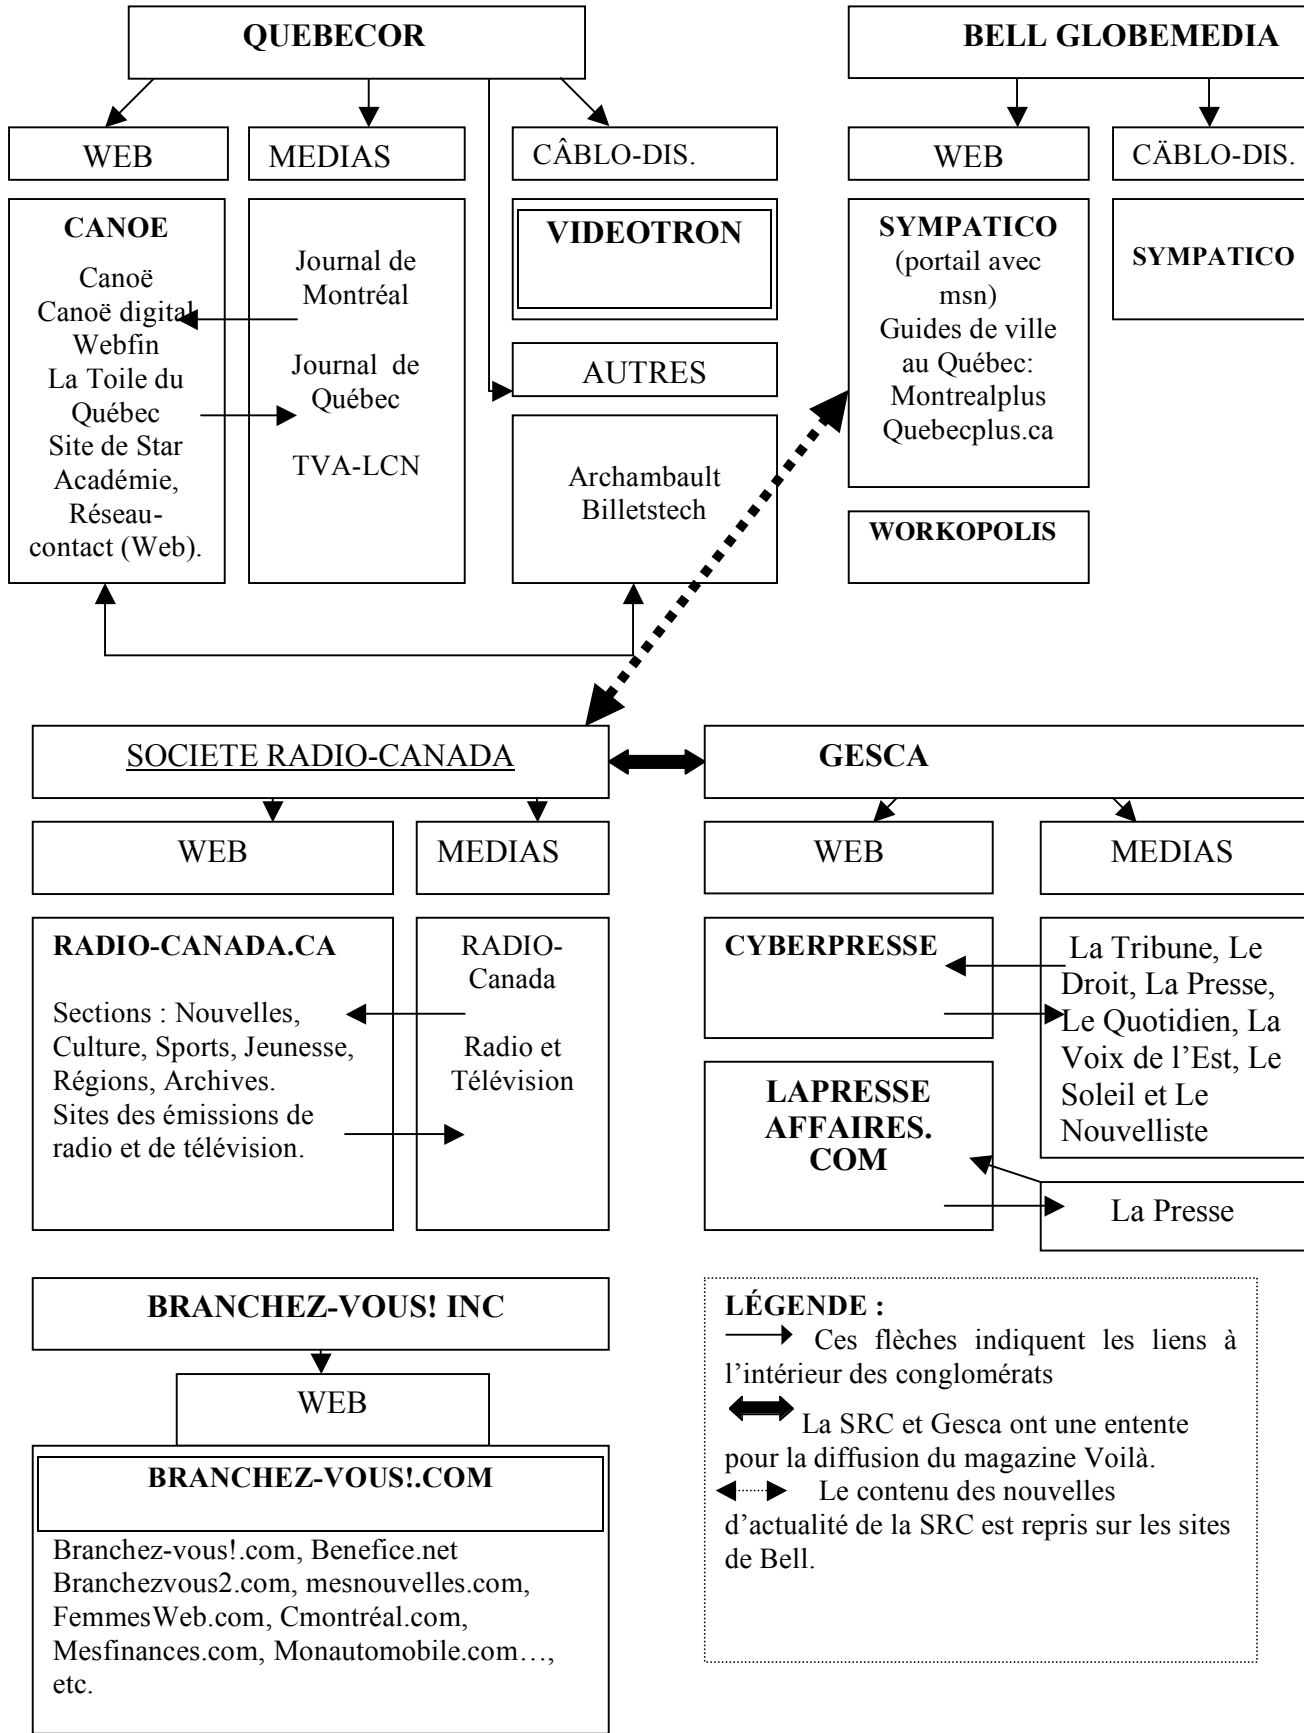 QUEBECOR
BELL GLOBEMEDIA
WEB
MEDIAS
CÂBLO-DIS.
WEB
CÄBLO-DIS.
CANOE
Canoë
Canoë digital
Webfin
La Toile du
Québec
Site de Star
Académie,
Réseau-
contact (Web).
Journal de
Montréal
Journal de
Québec
TVA-LCN
VIDEOTRON
AUTRES
Archambault
Billetstech
SYMPATICO
(portail avec
msn)
Guides de ville
au Québec:
Montrealplus
Quebecplus.ca
WORKOPOLIS
SYMPATICO
SOCIETE RADIO-CANADA
GESCA
WEB
MEDIAS
WEB
MEDIAS
RADIO-CANADA.CA
Sections : Nouvelles,
Culture, Sports, Jeunesse,
Régions, Archives.
Sites des émissions de
radio et de télévision.
RADIO-
Canada
Radio et
Télévision
CYBERPRESSE
LAPRESSE
AFFAIRES.
COM
La Tribune, Le
Droit, La Presse,
Le Quotidien, La
Voix de l’Est, Le
Soleil et Le
Nouvelliste
La Presse
BRANCHEZ-VOUS! INC
WEB
BRANCHEZ-VOUS!.COM
Branchez-vous!.com, Benefice.net
Branchezvous2.com, mesnouvelles.com,
FemmesWeb.com, Cmontréal.com,
Mesfinances.com, Monautomobile.com…,
etc.
LÉGENDE :
Ces flèches indiquent les liens à
l’intérieur des conglomérats
La SRC et Gesca ont une entente
pour la diffusion du magazine Voilà.
Le contenu des nouvelles
d’actualité de la SRC est repris sur les sites
de Bell.